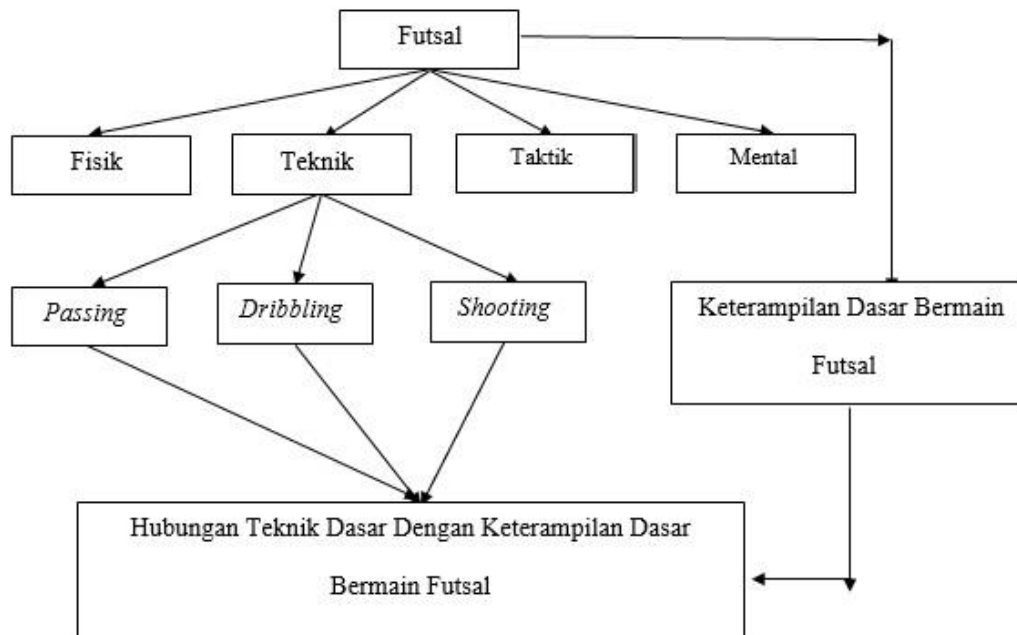 Futsal
Fisik
Teknik
Taktik
Mental
Passing
Dribbling
Shooting
Keterampilan Dasar Bermain
Futsal
Hubungan Teknik Dasar Dengan Keterampilan Dasar
Bermain Futsal